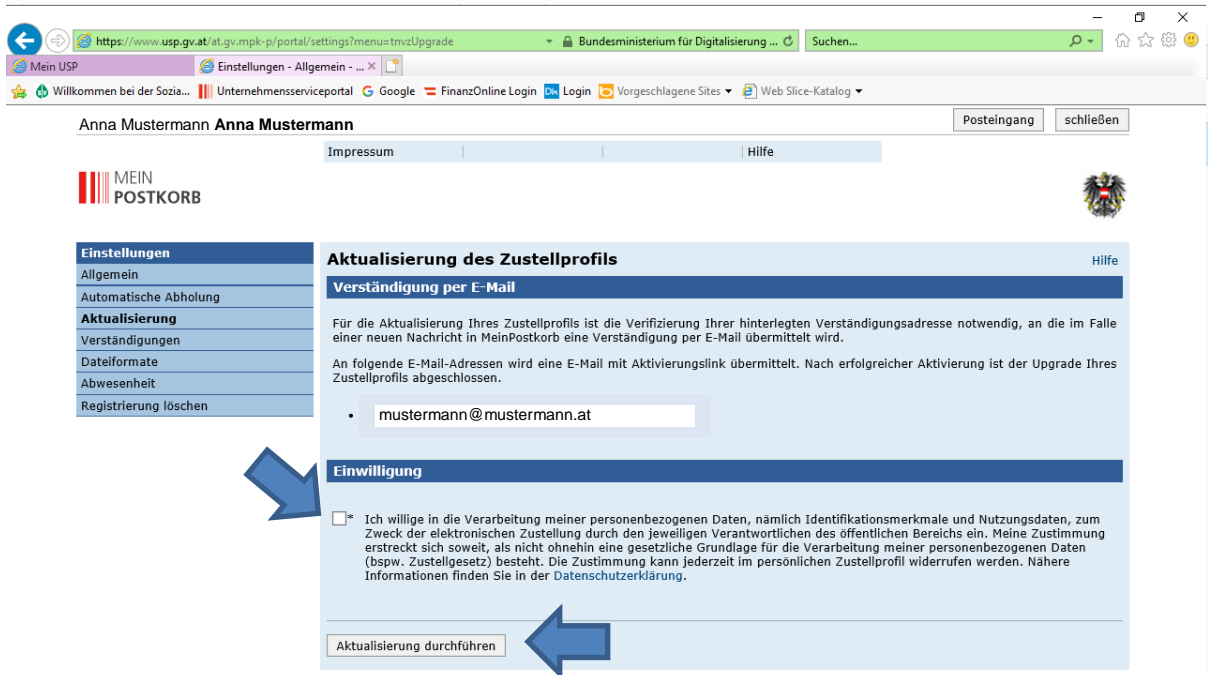 https://www.usp.gv.at/at.gv.mpk-p/portal/settings?menu=tnvzUpgrade Bundesministerium für Digitalisierung ... Suchen...
Mein USP Einstellungen - Allgemein - ... ×
Willkommen bei der Sozia... Unternehmensserviceportal Google FinanzOnline Login Login Vorgeschlagene Sites Web Slice-Katalog
Anna Mustermann Anna Mustermann Posteingang schließen
Impressum Hilfe
MEIN
POSTKORB
Einstellungen
Allgemein
Automatische Abholung
Aktualisierung
Verständigungen
Dateiformate
Abwesenheit
Registrierung löschen
Aktualisierung des Zustellprofils Hilfe
Verständigung per E-Mail
Für die Aktualisierung Ihres Zustellprofils ist die Verifizierung Ihrer hinterlegten Verständigungsadresse notwendig, an die im Falle
einer neuen Nachricht in MeinPostkorb eine Verständigung per E-Mail übermittelt wird.
An folgende E-Mail-Adressen wird eine E-Mail mit Aktivierungslink übermittelt. Nach erfolgreicher Aktivierung ist der Upgrade Ihres
Zustellprofils abgeschlossen.
• mustermann@mustermann.at
Einwilligung
* Ich willige in die Verarbeitung meiner personenbezogenen Daten, nämlich Identifikationsmerkmale und Nutzungsdaten, zum
Zweck der elektronischen Zustellung durch den jeweiligen Verantwortlichen des öffentlichen Bereichs ein. Meine Zustimmung
erstreckt sich soweit, als nicht ohnehin eine gesetzliche Grundlage für die Verarbeitung meiner personenbezogenen Daten
(bspw. Zustellgesetz) besteht. Die Zustimmung kann jederzeit im persönlichen Zustellprofil widerrufen werden. Nähere
Informationen finden Sie in der Datenschutzerklärung.
Aktualisierung durchführen